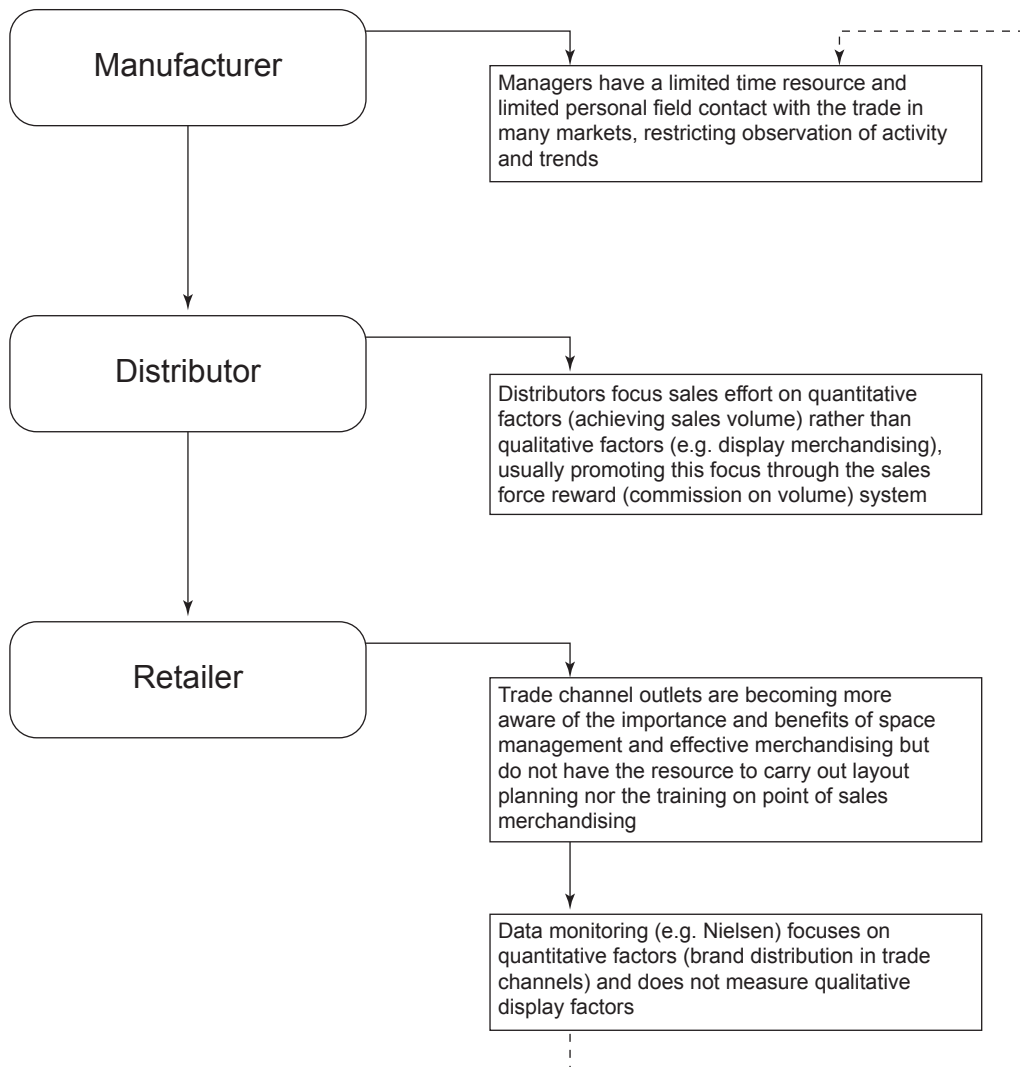 Manufacturer
Managers have a limited time resource and
limited personal field contact with the trade in
many markets, restricting observation of activity
and trends
Distributor
Distributors focus sales effort on quantitative
factors (achieving sales volume) rather than
qualitative factors (e.g. display merchandising),
usually promoting this focus through the sales
force reward (commission on volume) system
Retailer
Trade channel outlets are becoming more
aware of the importance and benefits of space
management and effective merchandising but
do not have the resource to carry out layout
planning nor the training on point of sales
merchandising
Data monitoring (e.g. Nielsen) focuses on
quantitative factors (brand distribution in trade
channels) and does not measure qualitative
display factors